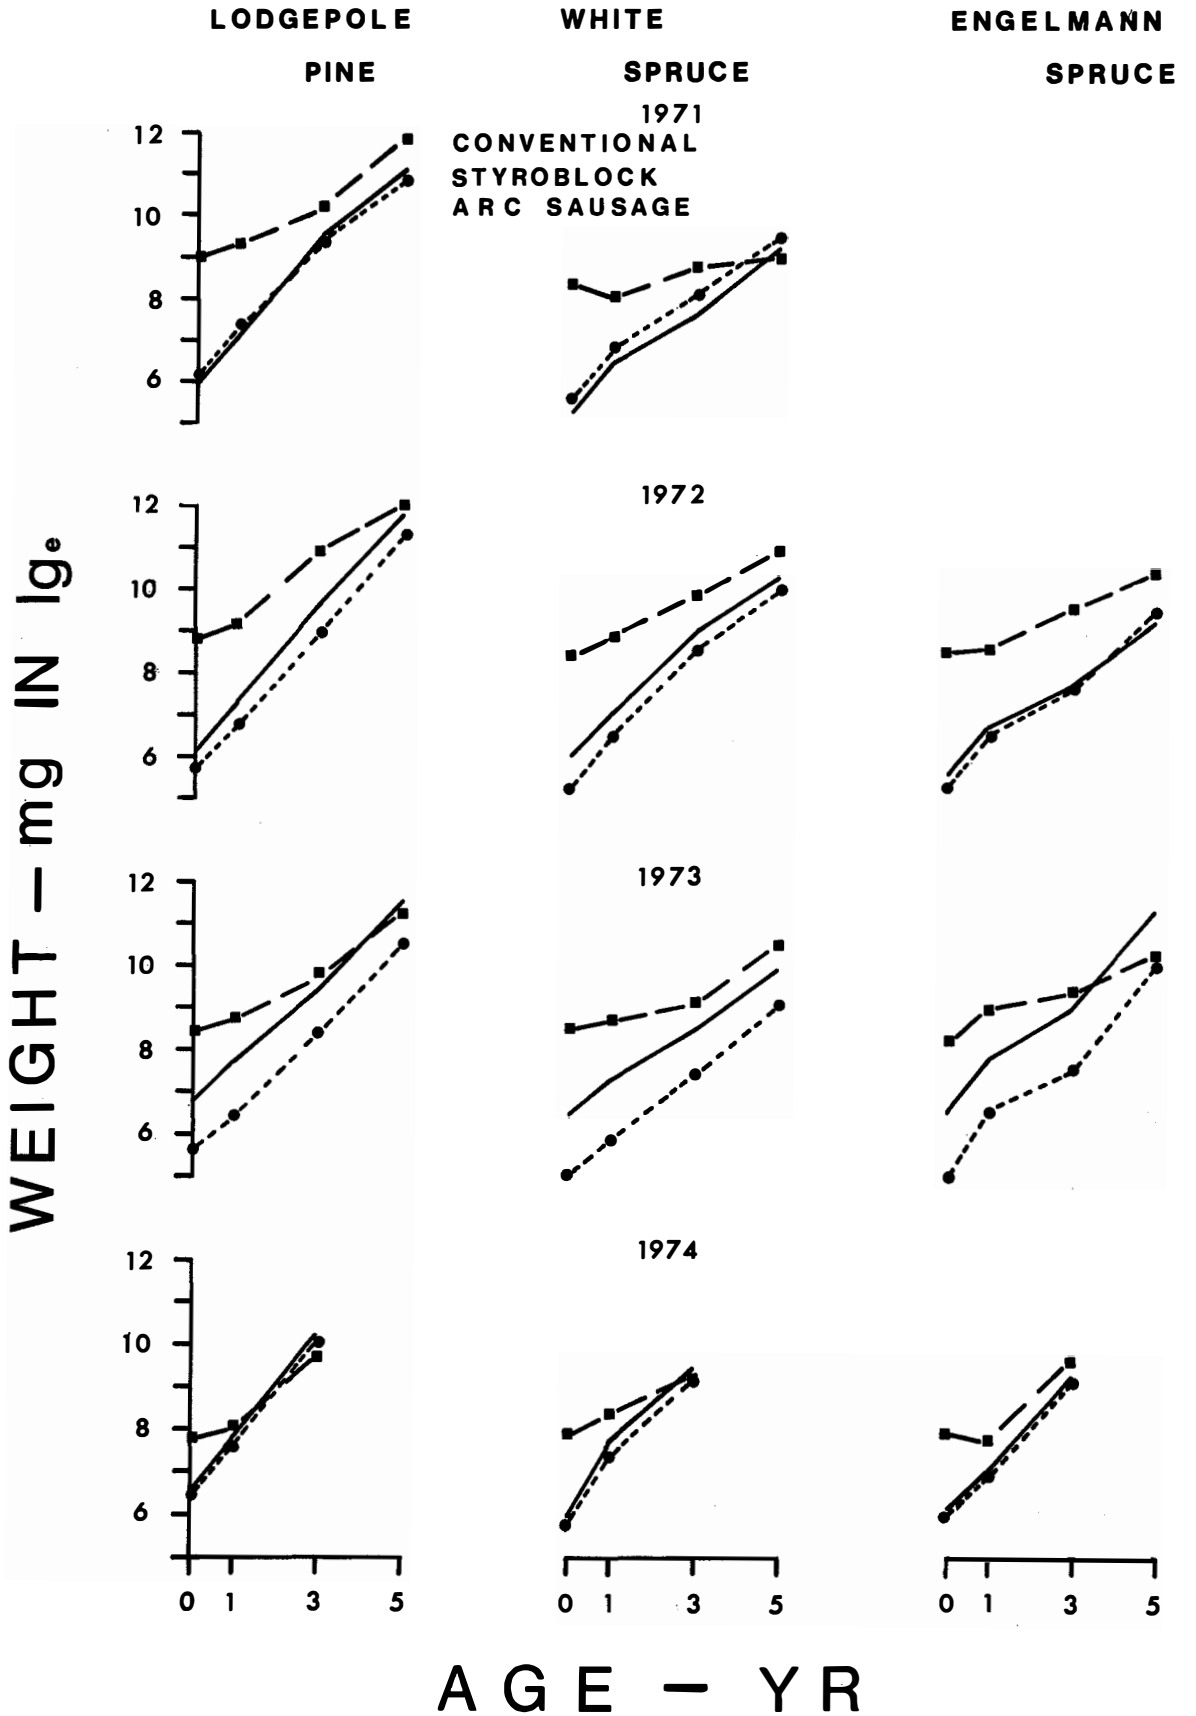 LODGEPOLE PINE
WHITE SPRUCE
ENGELMANN SPRUCE
1971
CONVENTIONAL
STYROBLOCK
ARC SAUSAGE
12
10
8
6
1972
12
10
8
6
1973
12
10
8
6
1974
12
10
8
6
0 1 3 5
0 1 3 5
0 1 3 5
WEIGHT – mg IN lge
AGE – YR